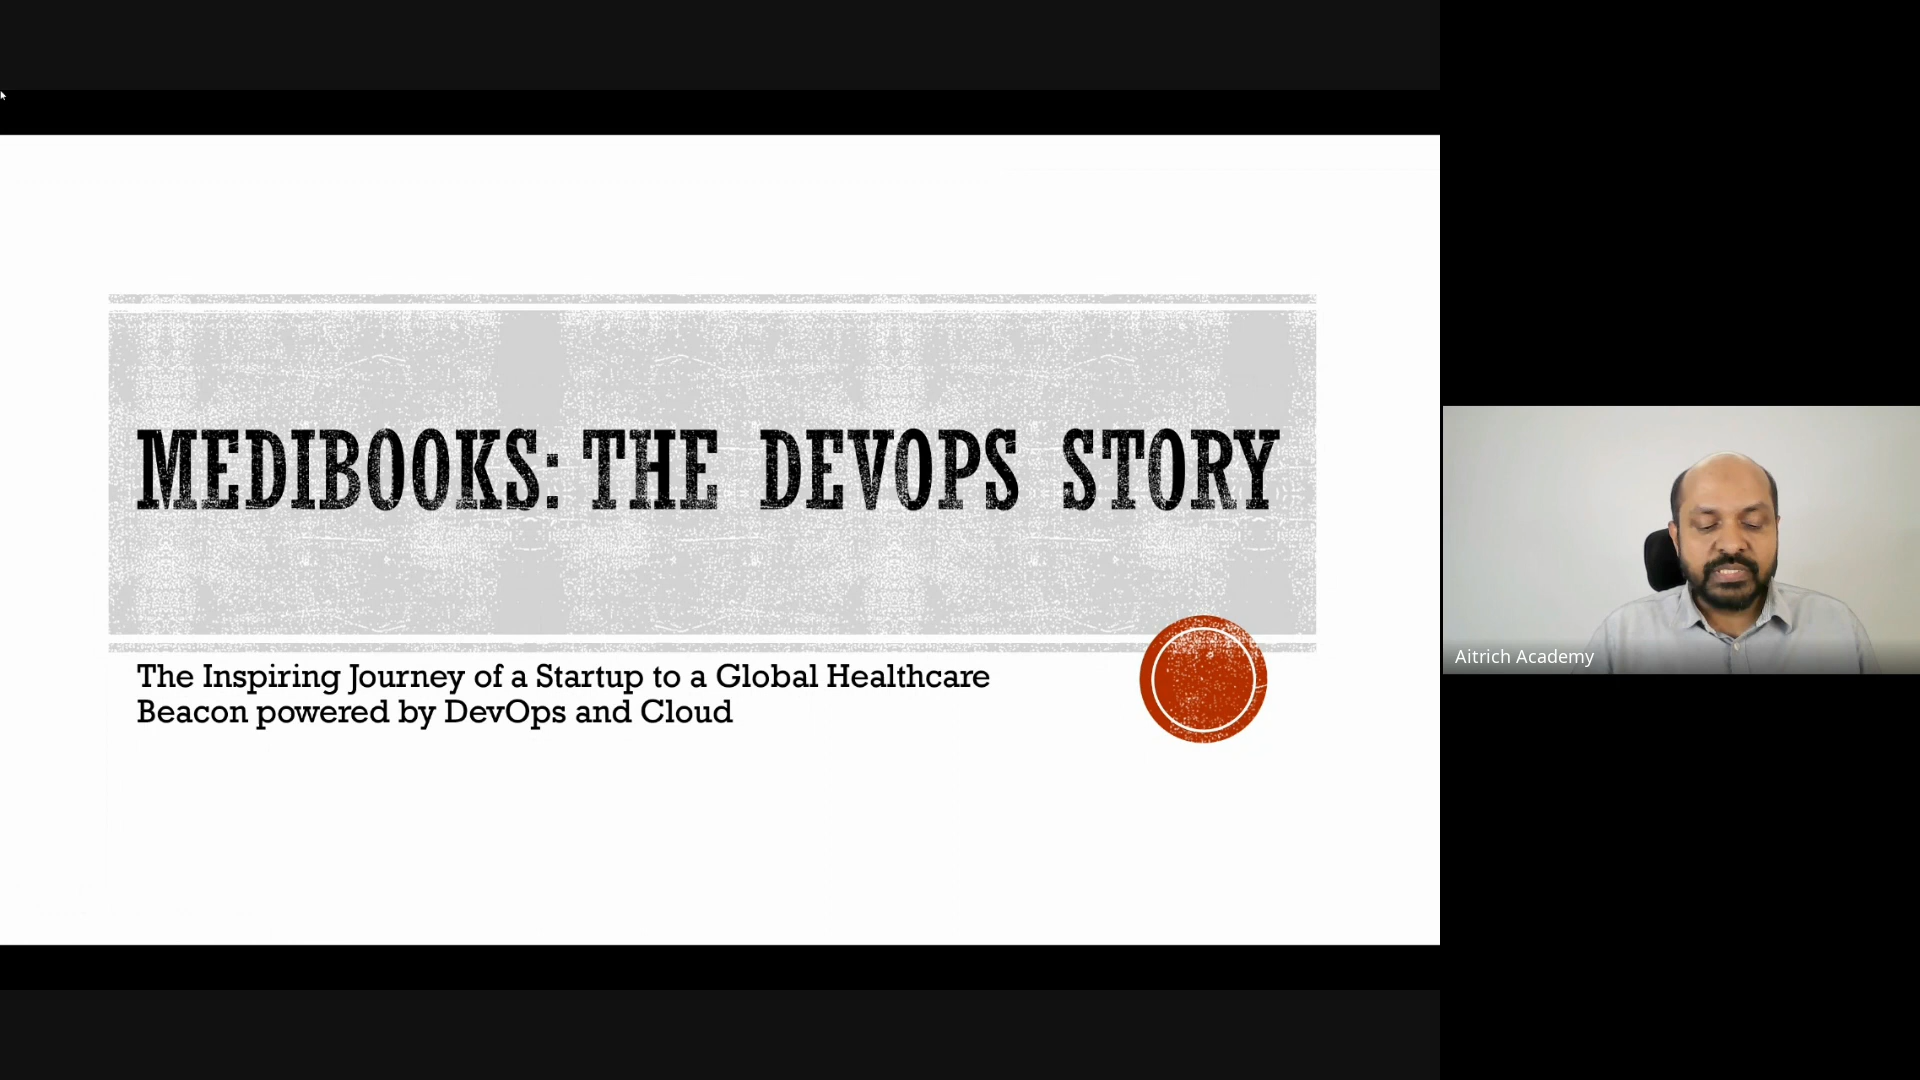 MEDIBOOKS: THE DEVOPS STORY
The Inspiring Journey of a Startup to a Global Healthcare
Beacon powered by DevOps and Cloud
Aitrich Academy